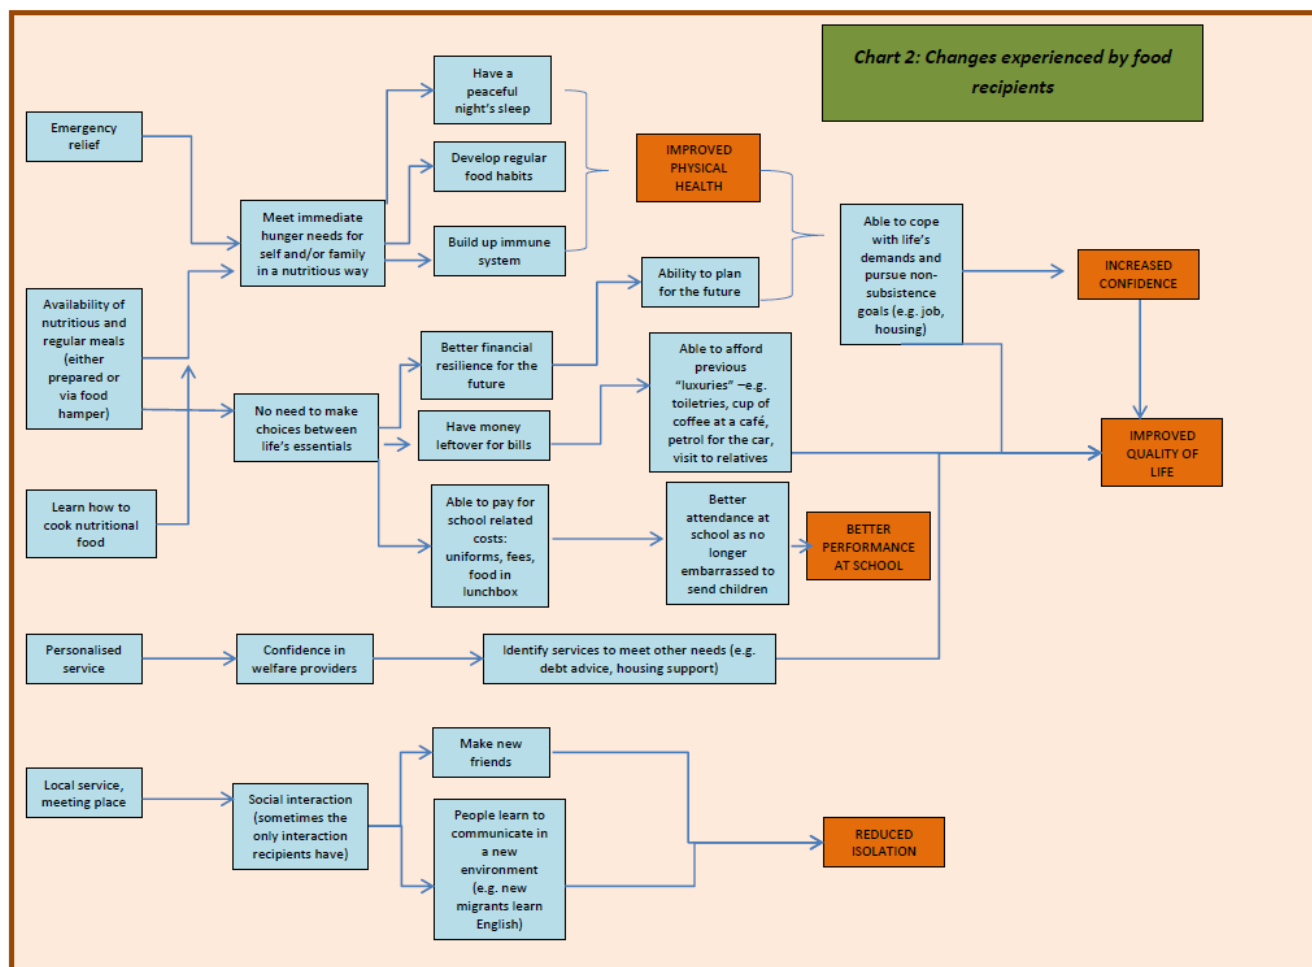 Chart 2: Changes experienced by food
recipients
Have a
peaceful
night's sleep
Emergency
relief
IMPROVED
PHYSICAL
HEALTH
Develop regular
food habits
Meet immediate
hunger needs for
self and/or family
in a nutritious way
Able to cope
with life's
demands and
pursue non-
subsistence
goals (e.g. job,
housing)
Build up immune
system
Ability to plan
for the future
INCREASED
CONFIDENCE
Availability of
nutritious and
regular meals
(either
prepared or
via food
hamper)
Better financial
resilience for the
future
Able to afford
previous
"luxuries" –e.g.
toiletries, cup of
coffee at a café,
petrol for the car,
visit to relatives
No need to make
choices between
life's essentials
Have money
leftover for bills
IMPROVED
QUALITY OF
LIFE
Learn how to
cook nutritional
food
Able to pay for
school related
costs:
uniforms, fees,
food in
lunchbox
Better
attendance at
school as no
longer
embarrassed to
send children
BETTER
PERFORMANCE
AT SCHOOL
Personalised
service
Confidence in
welfare providers
Identify services to meet other needs (e.g.
debt advice, housing support)
Make new
friends
Local service,
meeting place
Social interaction
(sometimes the
only interaction
recipients have)
People learn to
communicate in
a new
environment
(e.g. new
migrants learn
English)
REDUCED
ISOLATION